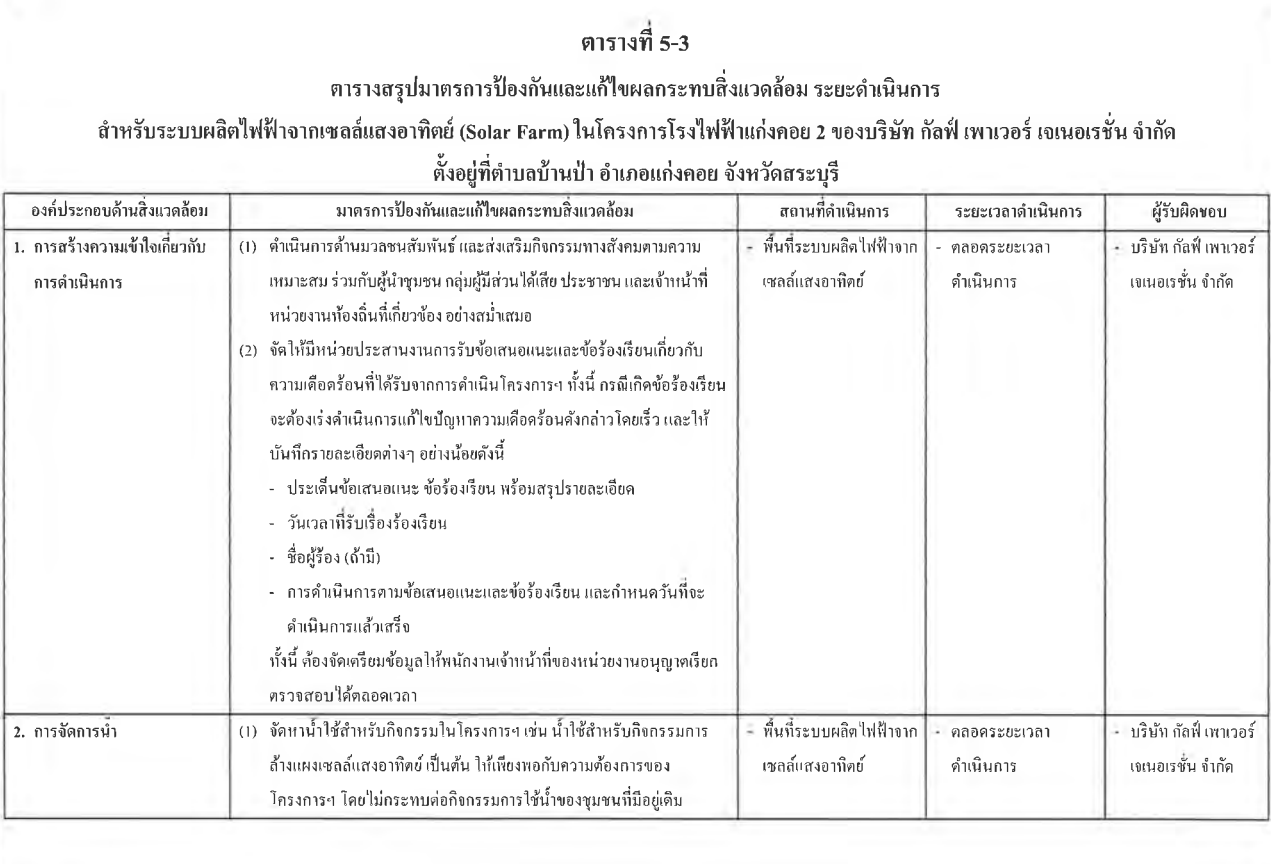 ตารางที่ 5-3
ตารางสรุปมาตรการป้องกันและแก้ไขผลกระทบสิ่งแวดล้อม ระยะดำเนินการ
สำหรับระบบผลิตไฟฟ้าจากเซลล์แสงอาทิตย์ (Solar Farm) ในโครงการโรงไฟฟ้าแก่งคอย 2 ของบริษัท กัลฟ์ เพาเวอร์ เจเนอเรชั่น จำกัด
ตั้งอยู่ที่ตำบลบ้านป่า อำเภอแก่งคอย จังหวัดสระบุรี
องค์ประกอบด้านสิ่งแวดล้อม
มาตรการป้องกันและแก้ไขผลกระทบสิ่งแวดล้อม
สถานที่ดำเนินการ
ระยะเวลาดำเนินการ
ผู้รับผิดชอบ
1. การสร้างความเข้าใจเกี่ยวกับ
การดำเนินการ
(1) ดำเนินการด้านมวลชนสัมพันธ์ และส่งเสริมกิจกรรมทางสังคมตามความ
เหมาะสม ร่วมกับผู้นำชุมชน กลุ่มผู้มีส่วนได้เสีย ประชาชน และเจ้าหน้าที่
หน่วยงานท้องถิ่นที่เกี่ยวข้อง อย่างสม่ำเสมอ
(2) จัดให้มีหน่วยประสานงานการรับข้อเสนอแนะและข้อร้องเรียนเกี่ยวกับ
ความเดือดร้อนที่ได้รับจากการดำเนินโครงการฯ ทั้งนี้ กรณีเกิดข้อร้องเรียน
จะต้องเร่งดำเนินการแก้ไขปัญหาความเดือดร้อนดังกล่าวโดยเร็ว และให้
บันทึกรายละเอียดต่างๆ อย่างน้อยดังนี้
- ประเด็นข้อเสนอแนะ ข้อร้องเรียน พร้อมสรุปรายละเอียด
- วันเวลาที่รับเรื่องร้องเรียน
- ชื่อผู้ร้อง (ถ้ามี)
- การดำเนินการตามข้อเสนอแนะและข้อร้องเรียน และกำหนดวันที่จะ
ดำเนินการแล้วเสร็จ
ทั้งนี้ ต้องจัดเตรียมข้อมูลให้พนักงานเจ้าหน้าที่ของหน่วยงานอนุญาตเรียก
ตรวจสอบได้ตลอดเวลา
- พื้นที่ระบบผลิตไฟฟ้าจาก
เซลล์แสงอาทิตย์
- ตลอดระยะเวลา
ดำเนินการ
- บริษัท กัลฟ์ เพาเวอร์
เจเนอเรชั่น จำกัด
2. การจัดการน้ำ
(1) จัดหาน้ำใช้สำหรับกิจกรรมในโครงการฯ เช่น น้ำใช้สำหรับกิจกรรมการ
ล้างแผงเซลล์แสงอาทิตย์ เป็นต้น ให้เพียงพอกับความต้องการของ
โครงการฯ โดยไม่กระทบต่อกิจกรรมการใช้น้ำของชุมชนที่มีอยู่เดิม
- พื้นที่ระบบผลิตไฟฟ้าจาก
เซลล์แสงอาทิตย์
- ตลอดระยะเวลา
ดำเนินการ
- บริษัท กัลฟ์ เพาเวอร์
เจเนอเรชั่น จำกัด